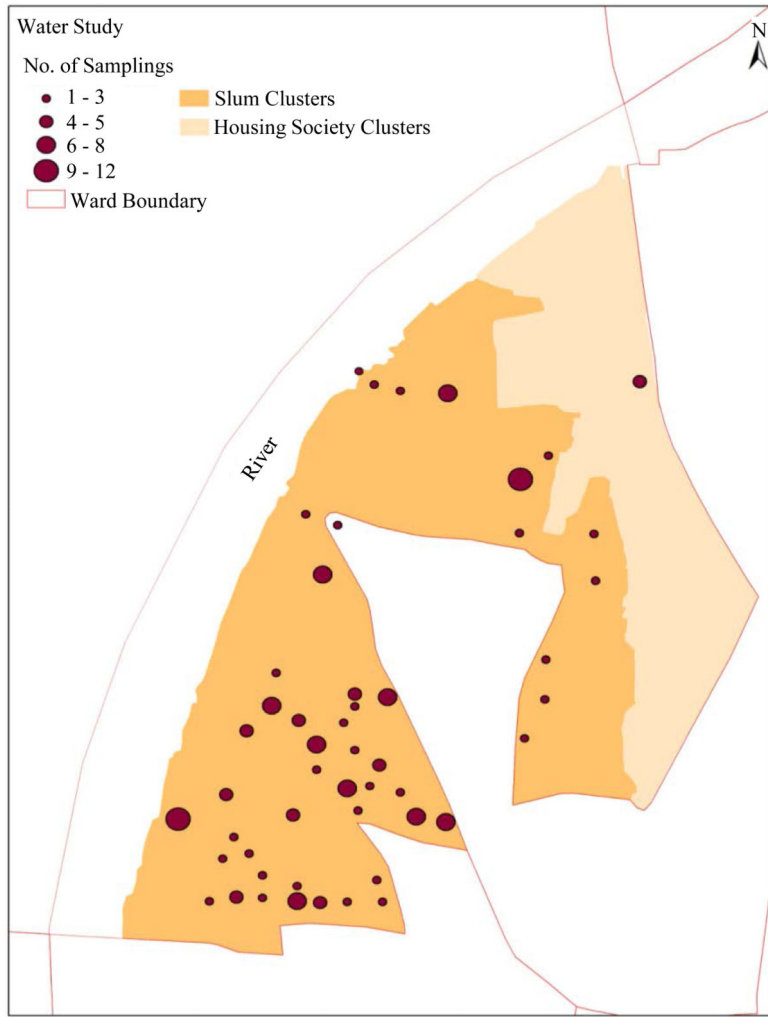 Water Study
N
No. of Samplings
1 - 3
4 - 5
6 - 8
9 - 12
Slum Clusters
Housing Society Clusters
Ward Boundary
River